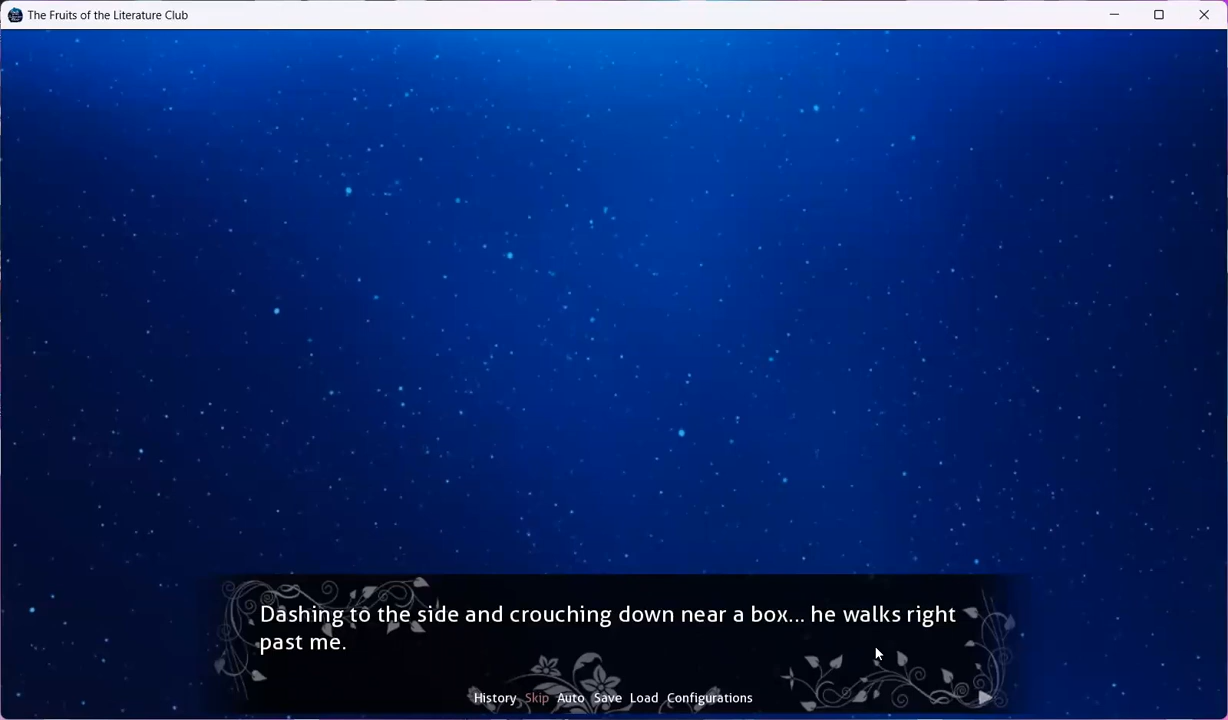 The Fruits of the Literature Club
Dashing to the side and crouching down near a box... he walks right
past me.
History Skip Auto Save Load Configurations